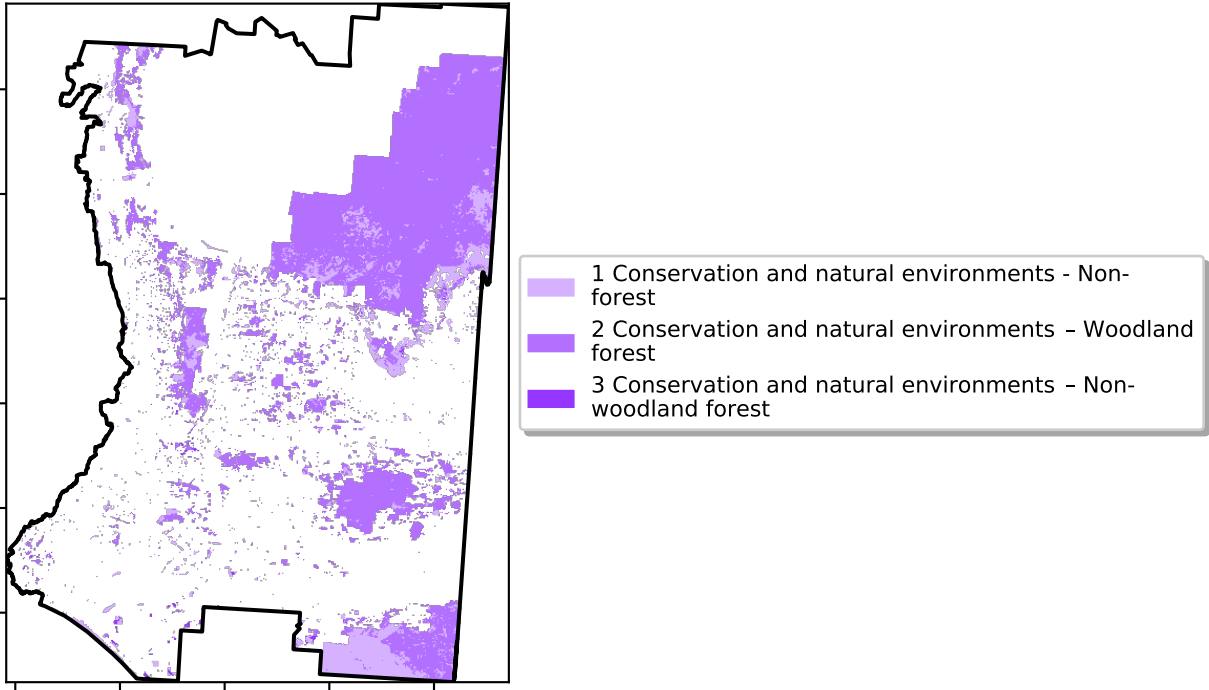 1 Conservation and natural environments - Non-
forest
2 Conservation and natural environments – Woodland
forest
3 Conservation and natural environments – Non-
woodland forest